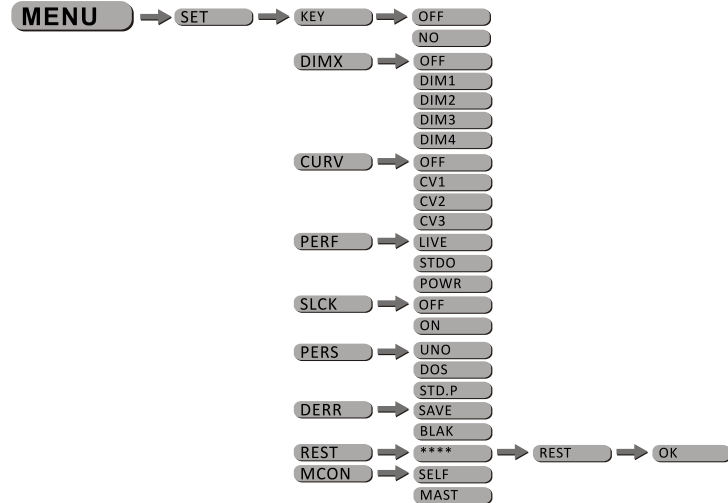 MENU SET KEY OFF
NO
DIMX OFF
DIM1
DIM2
DIM3
DIM4
CURV OFF
CV1
CV2
CV3
PERF LIVE
STDO
POWR
SLCK OFF
ON
PERS UNO
DOS
STD.P
DERR SAVE
BLAK
REST **** REST OK
MCON SELF
MAST